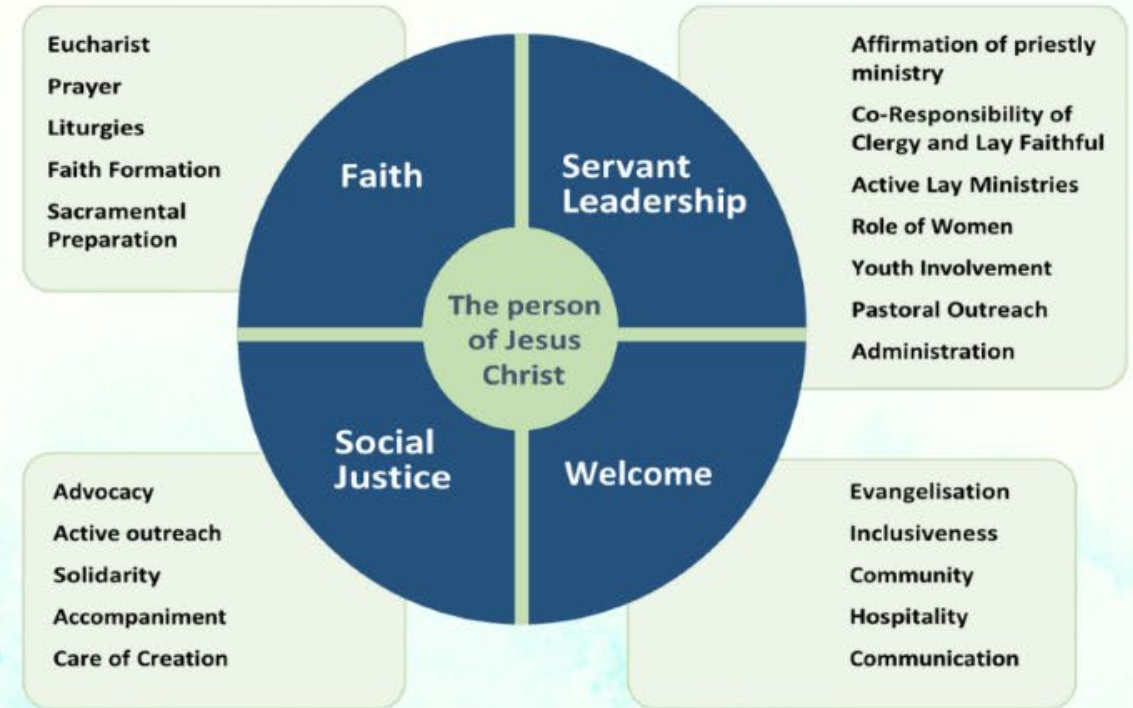 Eucharist
Prayer
Liturgies
Faith Formation
Sacramental
Preparation
Faith
Servant
Leadership
Affirmation of priestly
ministry
Co-Responsibility of
Clergy and Lay Faithful
Active Lay Ministries
Role of Women
Youth Involvement
Pastoral Outreach
Administration
The person
of Jesus
Christ
Social
Justice
Advocacy
Active outreach
Solidarity
Accompaniment
Care of Creation
Welcome
Evangelisation
Inclusiveness
Community
Hospitality
Communication